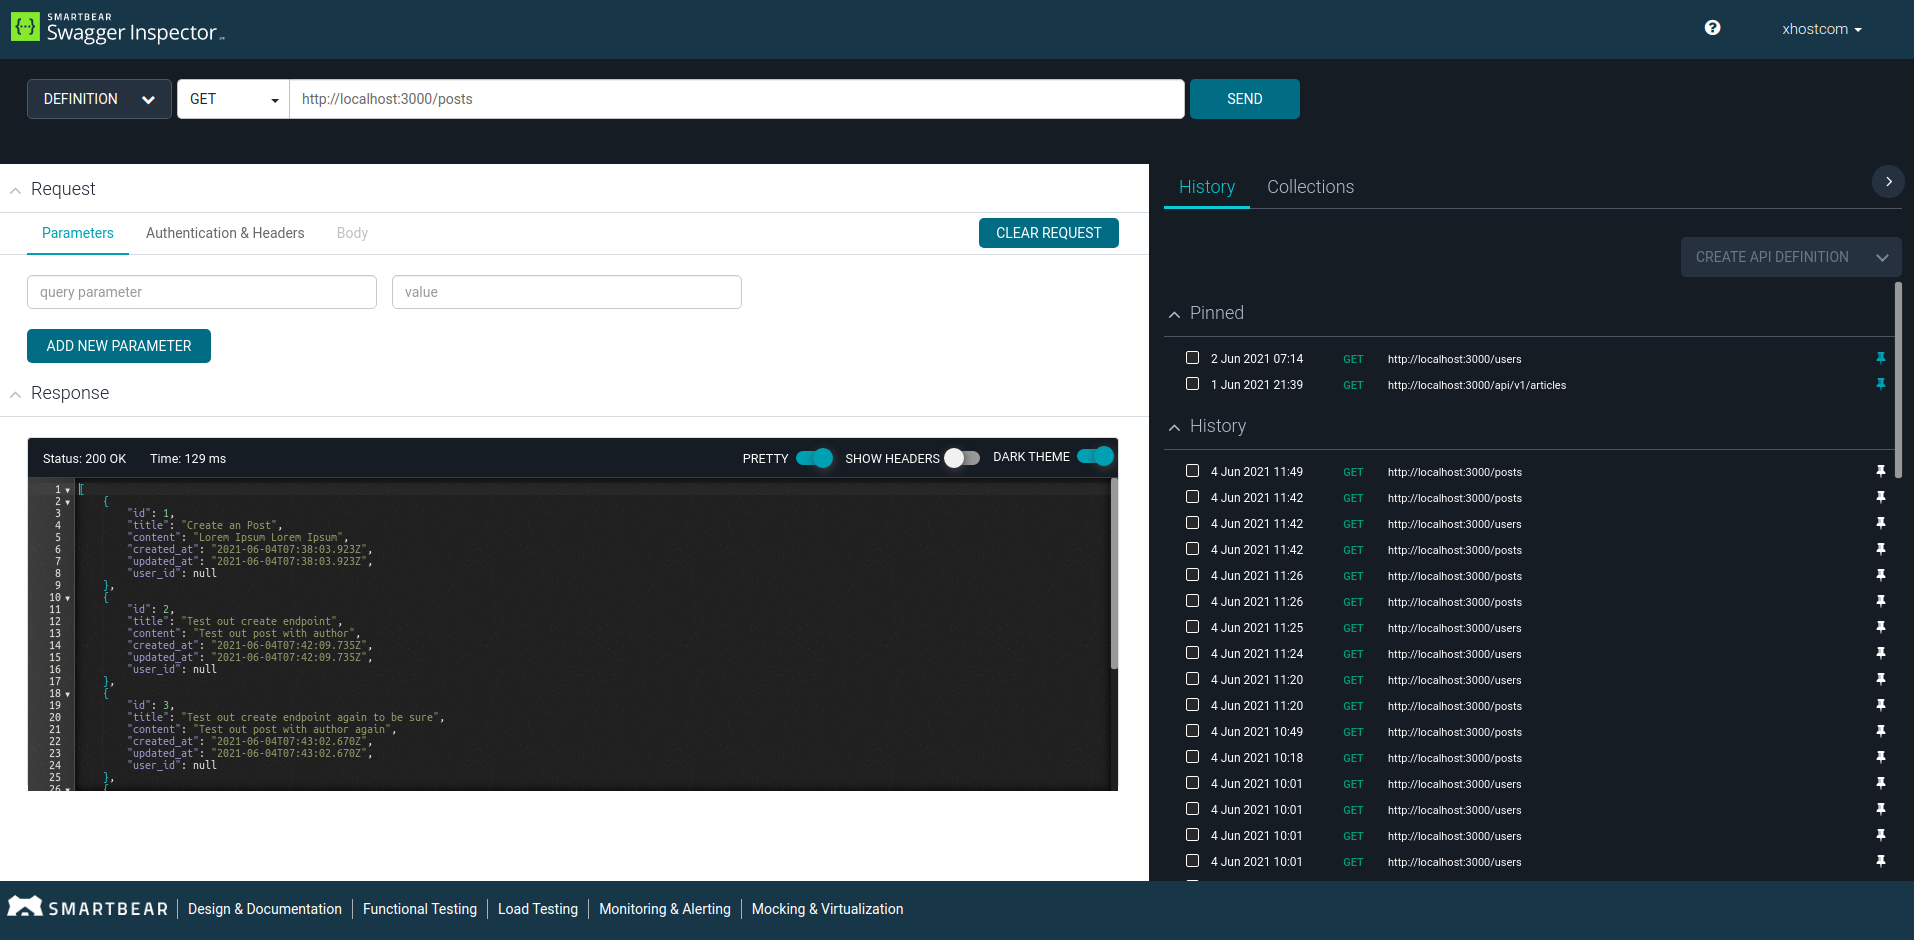 SMARTBEAR
Swagger Inspector
xhostcom
DEFINITION GET http://localhost:3000/posts SEND
Request
Parameters Authentication & Headers Body CLEAR REQUEST
query parameter value
ADD NEW PARAMETER
Response
Status: 200 OK Time: 129 ms PRETTY SHOW HEADERS DARK THEME
1 [
2 {
3 "id": 1,
4 "title": "Create an Post",
5 "content": "Lorem Ipsum Lorem Ipsum",
6 "created_at": "2021-06-04T07:38:03.923Z",
7 "updated_at": "2021-06-04T07:38:03.923Z",
8 "user_id": null
9 },
10 {
11 "id": 2,
12 "title": "Test out create endpoint",
13 "content": "Test out post with author",
14 "created_at": "2021-06-04T07:42:09.735Z",
15 "updated_at": "2021-06-04T07:42:09.735Z",
16 "user_id": null
17 },
18 {
19 "id": 3,
20 "title": "Test out create endpoint again to be sure",
21 "content": "Test out post with author again",
22 "created_at": "2021-06-04T07:43:02.670Z",
23 "updated_at": "2021-06-04T07:43:02.670Z",
24 "user_id": null
25 },
26 {
History Collections
CREATE API DEFINITION
Pinned
2 Jun 2021 07:14 GET http://localhost:3000/users
1 Jun 2021 21:39 GET http://localhost:3000/api/v1/articles
History
4 Jun 2021 11:49 GET http://localhost:3000/posts
4 Jun 2021 11:42 GET http://localhost:3000/posts
4 Jun 2021 11:42 GET http://localhost:3000/users
4 Jun 2021 11:42 GET http://localhost:3000/posts
4 Jun 2021 11:26 GET http://localhost:3000/posts
4 Jun 2021 11:26 GET http://localhost:3000/posts
4 Jun 2021 11:25 GET http://localhost:3000/users
4 Jun 2021 11:24 GET http://localhost:3000/users
4 Jun 2021 11:20 GET http://localhost:3000/users
4 Jun 2021 11:20 GET http://localhost:3000/posts
4 Jun 2021 10:49 GET http://localhost:3000/posts
4 Jun 2021 10:18 GET http://localhost:3000/posts
4 Jun 2021 10:01 GET http://localhost:3000/users
4 Jun 2021 10:01 GET http://localhost:3000/users
4 Jun 2021 10:01 GET http://localhost:3000/users
4 Jun 2021 10:01 GET http://localhost:3000/users
SMARTBEAR Design & Documentation Functional Testing Load Testing Monitoring & Alerting Mocking & Virtualization